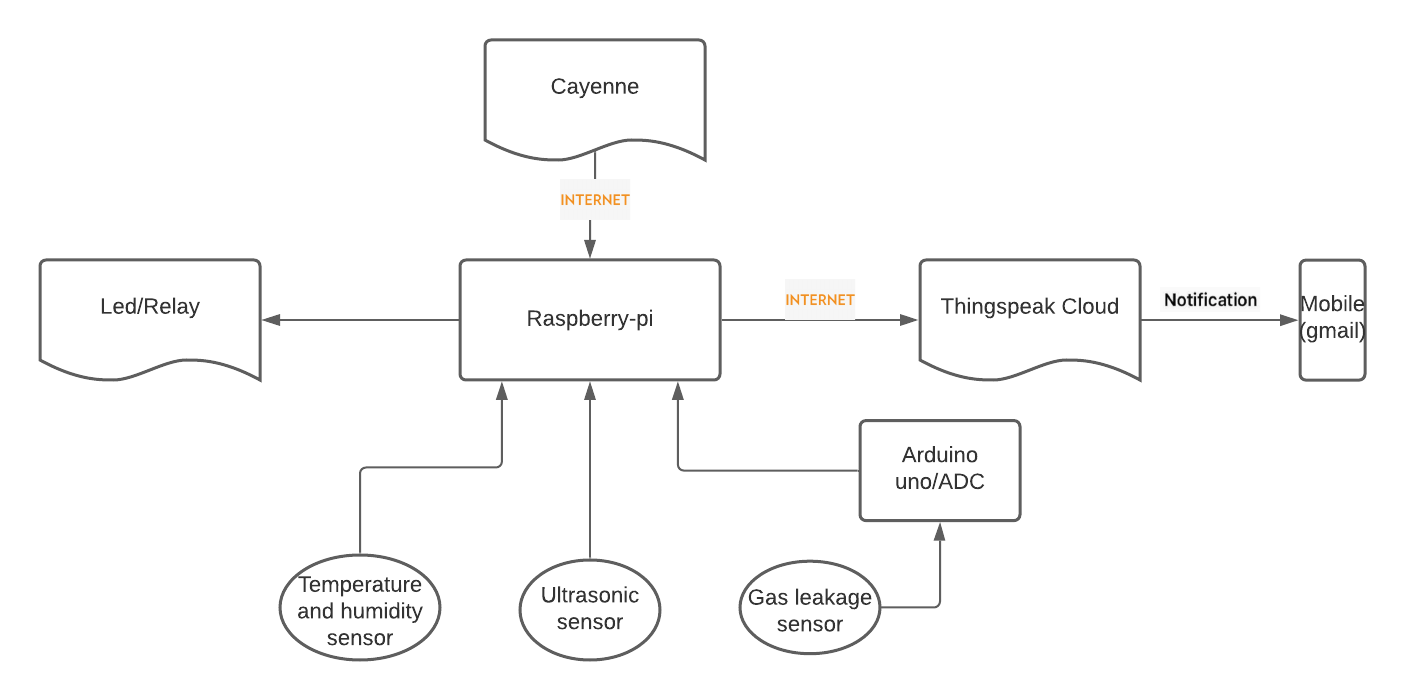 Cayenne
INTERNET
Led/Relay
Raspberry-pi
INTERNET
Thingspeak Cloud
Notification
Mobile
(gmail)
Arduino
uno/ADC
Temperature
and humidity
sensor
Ultrasonic
sensor
Gas leakage
sensor